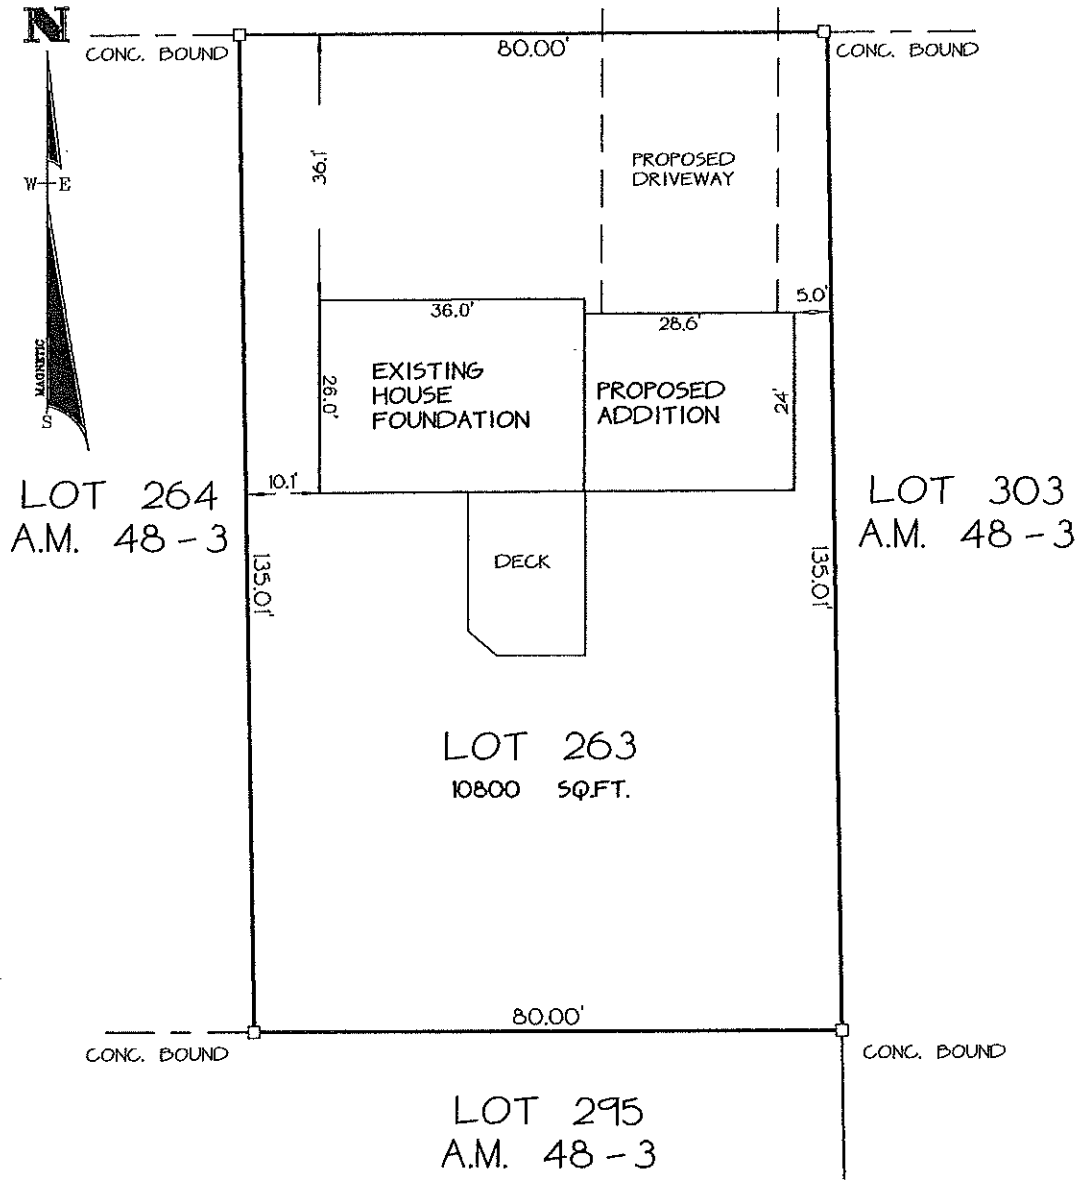 N
CONC. BOUND
80.00'
CONC. BOUND
36.1'
PROPOSED
DRIVEWAY
W E
5.0'
36.0'
28.6'
MAGNETIC
S
26.0'
EXISTING
HOUSE
FOUNDATION
PROPOSED
ADDITION
24'
10.1'
LOT 264
A.M. 48-3
LOT 303
A.M. 48-3
135.01'
DECK
135.01'
LOT 263
10800 SQ.FT.
80.00'
CONC. BOUND
CONC. BOUND
LOT 295
A.M. 48-3